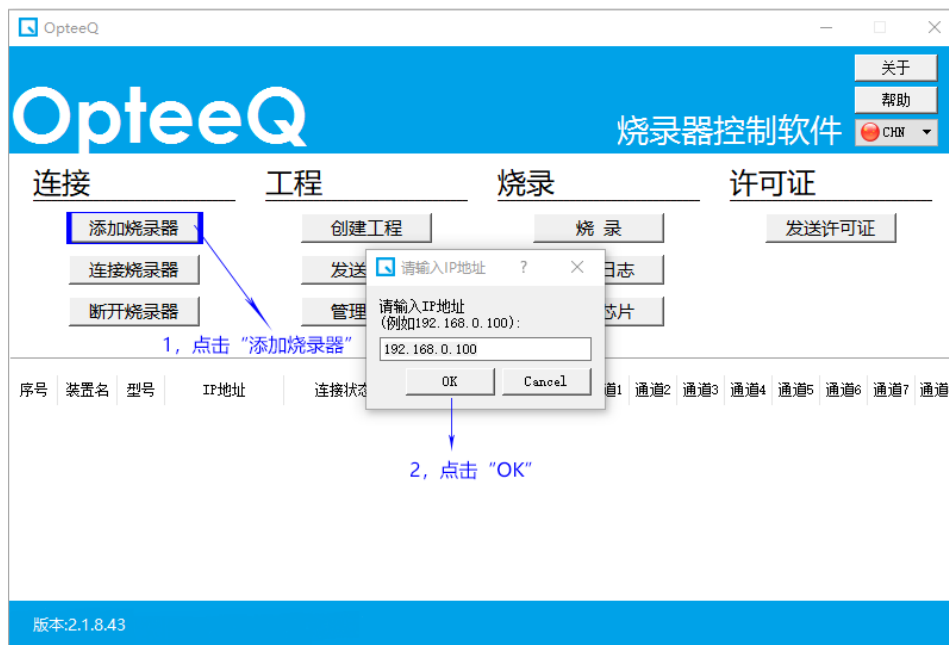 OpteeQ
关于
帮助
OpteeQ
烧录器控制软件
CHN
连接
工程
烧录
许可证
添加烧录器
创建工程
烧 录
发送许可证
连接烧录器
发送
日志
断开烧录器
管理
芯片
请输入IP地址 ?
请输入IP地址
(例如192.168.0.100):
192.168.0.100
OK
Cancel
1，点击“添加烧录器”
序号 装置名 型号 IP地址 连接状态 通道1 通道2 通道3 通道4 通道5 通道6 通道7 通道
2，点击“OK”
版本:2.1.8.43